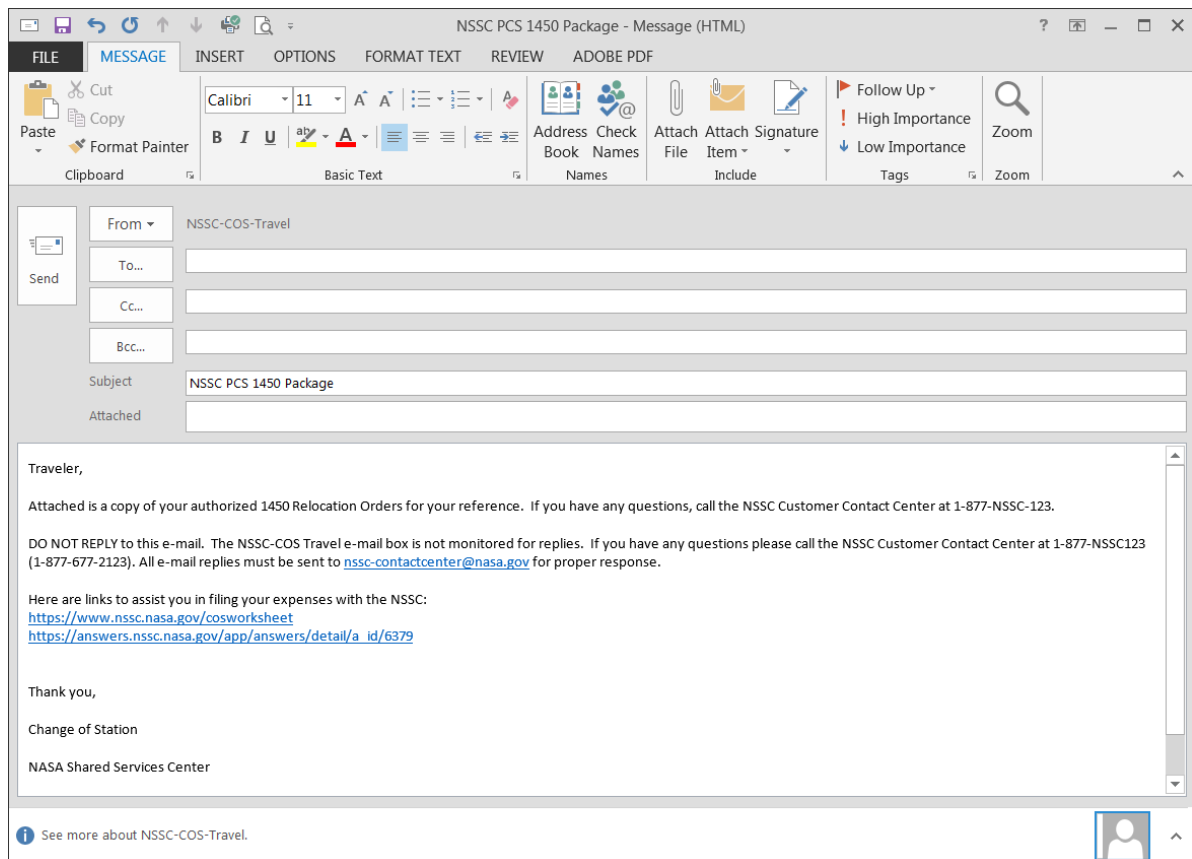 NSSC PCS 1450 Package - Message (HTML)
FILE MESSAGE INSERT OPTIONS FORMAT TEXT REVIEW ADOBE PDF
Paste
Cut
Copy
Format Painter
Clipboard
Calibri 11
B I U
Basic Text
Address Book
Check Names
Names
Attach File
Attach Item
Signature
Include
Follow Up
High Importance
Low Importance
Tags
Zoom
Zoom
Send
From NSSC-COS-Travel
To...
Cc...
Bcc...
Subject NSSC PCS 1450 Package
Attached
Traveler,
Attached is a copy of your authorized 1450 Relocation Orders for your reference. If you have any questions, call the NSSC Customer Contact Center at 1-877-NSSC-123.
DO NOT REPLY to this e-mail. The NSSC-COS Travel e-mail box is not monitored for replies. If you have any questions please call the NSSC Customer Contact Center at 1-877-NSSC123
(1-877-677-2123). All e-mail replies must be sent to nssc-contactcenter@nasa.gov for proper response.
Here are links to assist you in filing your expenses with the NSSC:
https://www.nssc.nasa.gov/cosworksheet
https://answers.nssc.nasa.gov/app/answers/detail/a_id/6379
Thank you,
Change of Station
NASA Shared Services Center
See more about NSSC-COS-Travel.